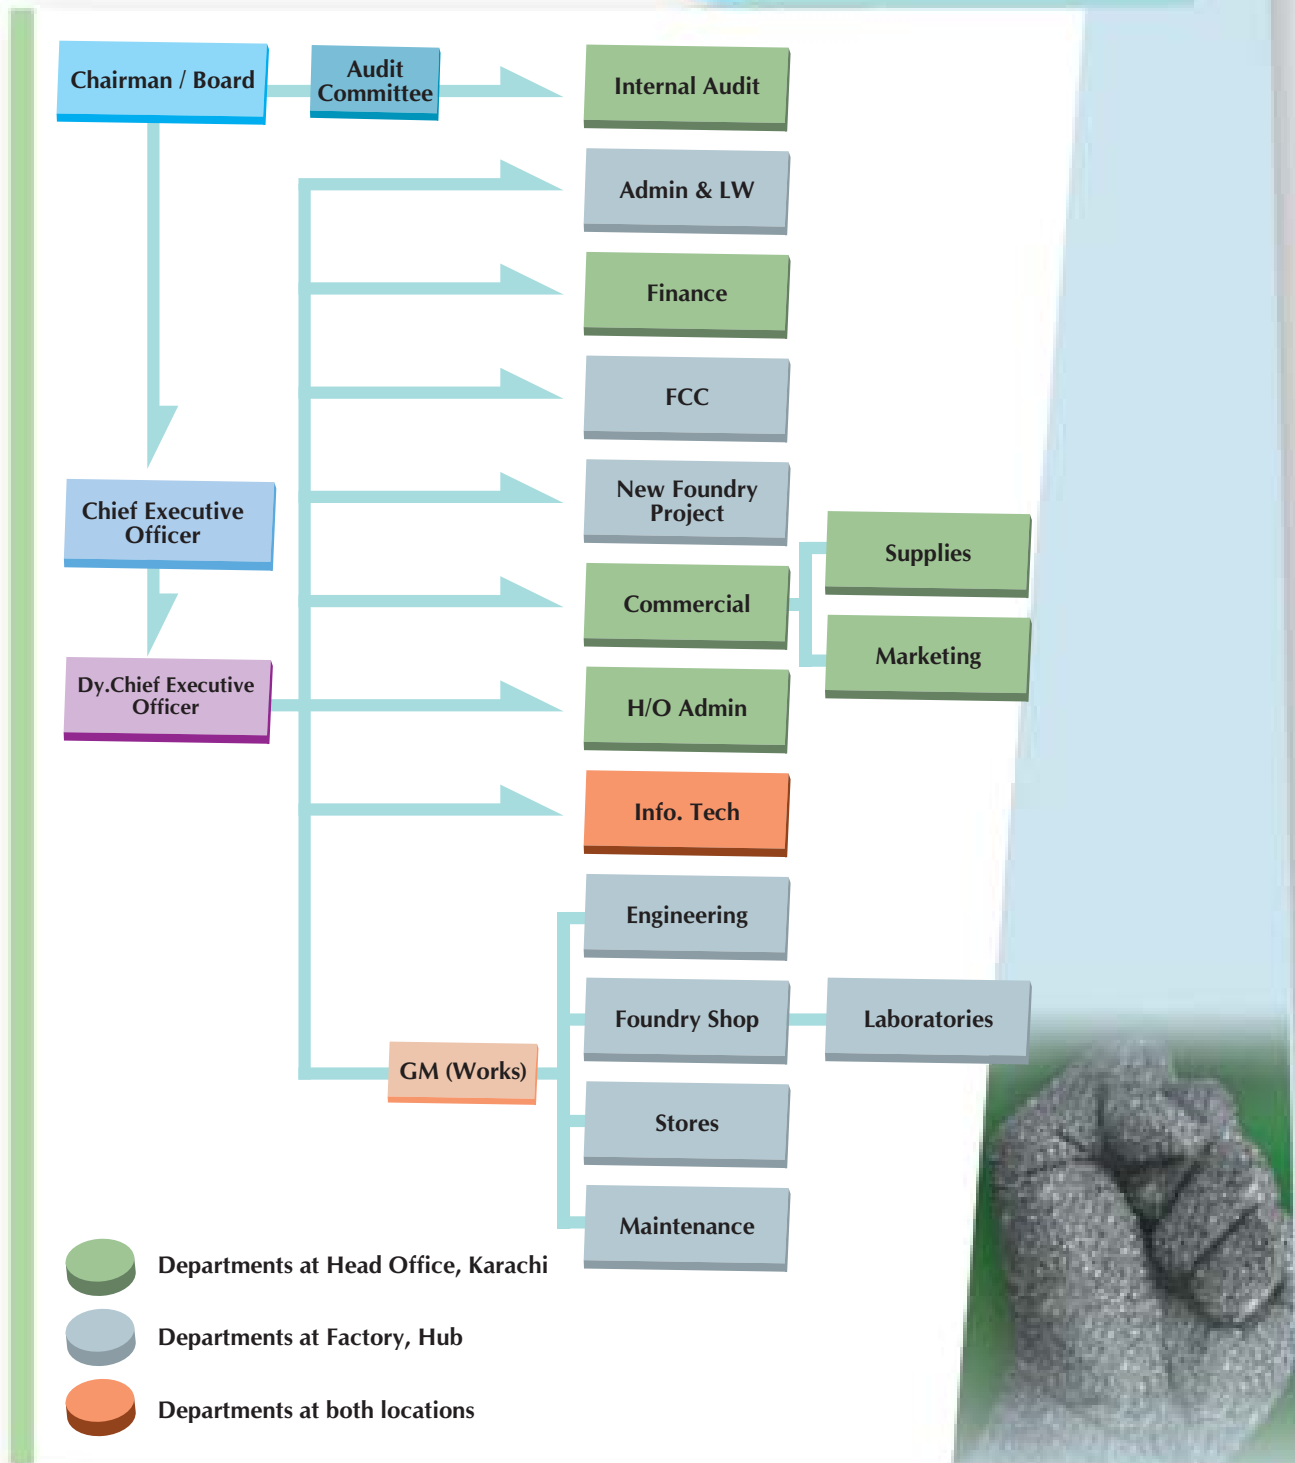 Chairman / Board
Audit
Committee
Internal Audit
Admin & LW
Finance
FCC
New Foundry
Project
Chief Executive
Officer
Supplies
Commercial
Marketing
Dy.Chief Executive
Officer
H/O Admin
Info. Tech
Engineering
Foundry Shop
Laboratories
GM (Works)
Stores
Maintenance
Departments at Head Office, Karachi
Departments at Factory, Hub
Departments at both locations